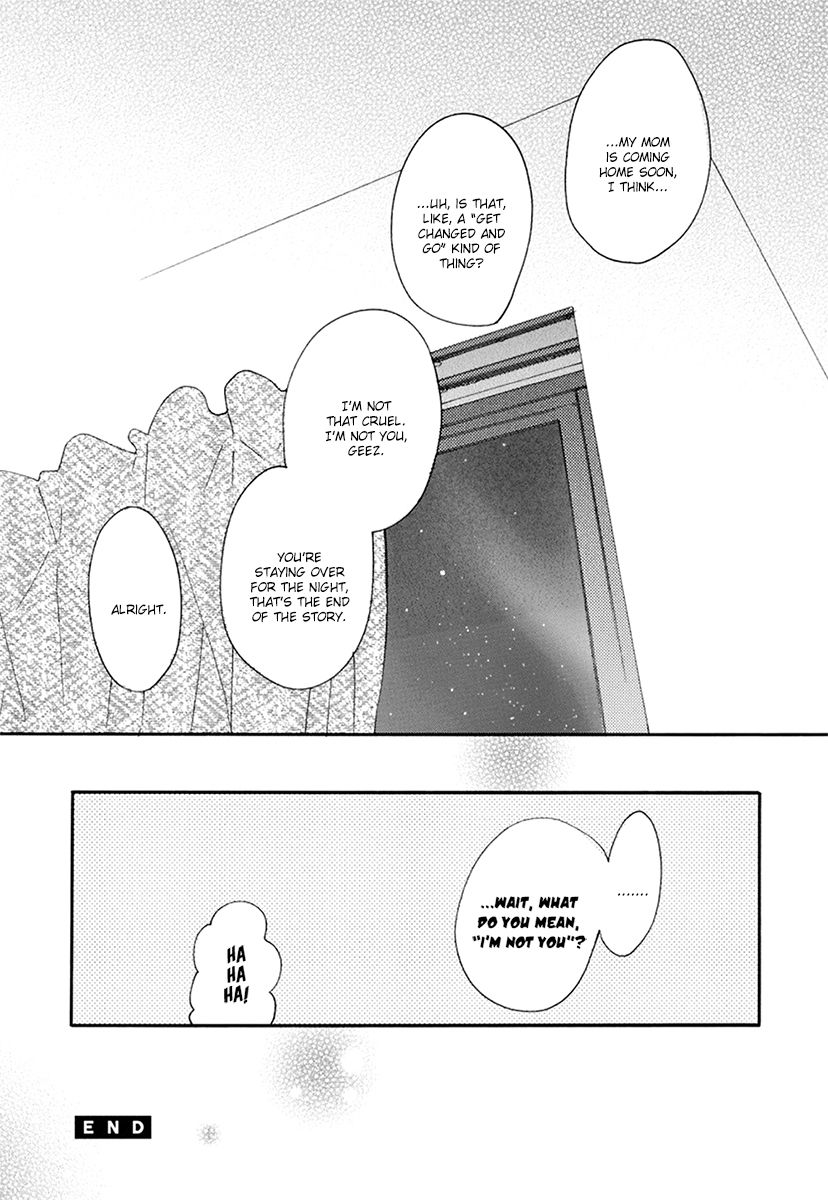 ...MY MOM
IS COMING
HOME SOON,
I THINK...
...UH, IS THAT,
LIKE, A "GET
CHANGED AND
GO" KIND OF
THING?
I'M NOT
THAT CRUEL.
I'M NOT YOU,
GEEZ.
YOU'RE
STAYING OVER
FOR THE NIGHT,
THAT'S THE END
OF THE STORY.
ALRIGHT.
.......
...WAIT, WHAT
DO YOU MEAN,
"I'M NOT YOU"?
HA
HA
HA!
END